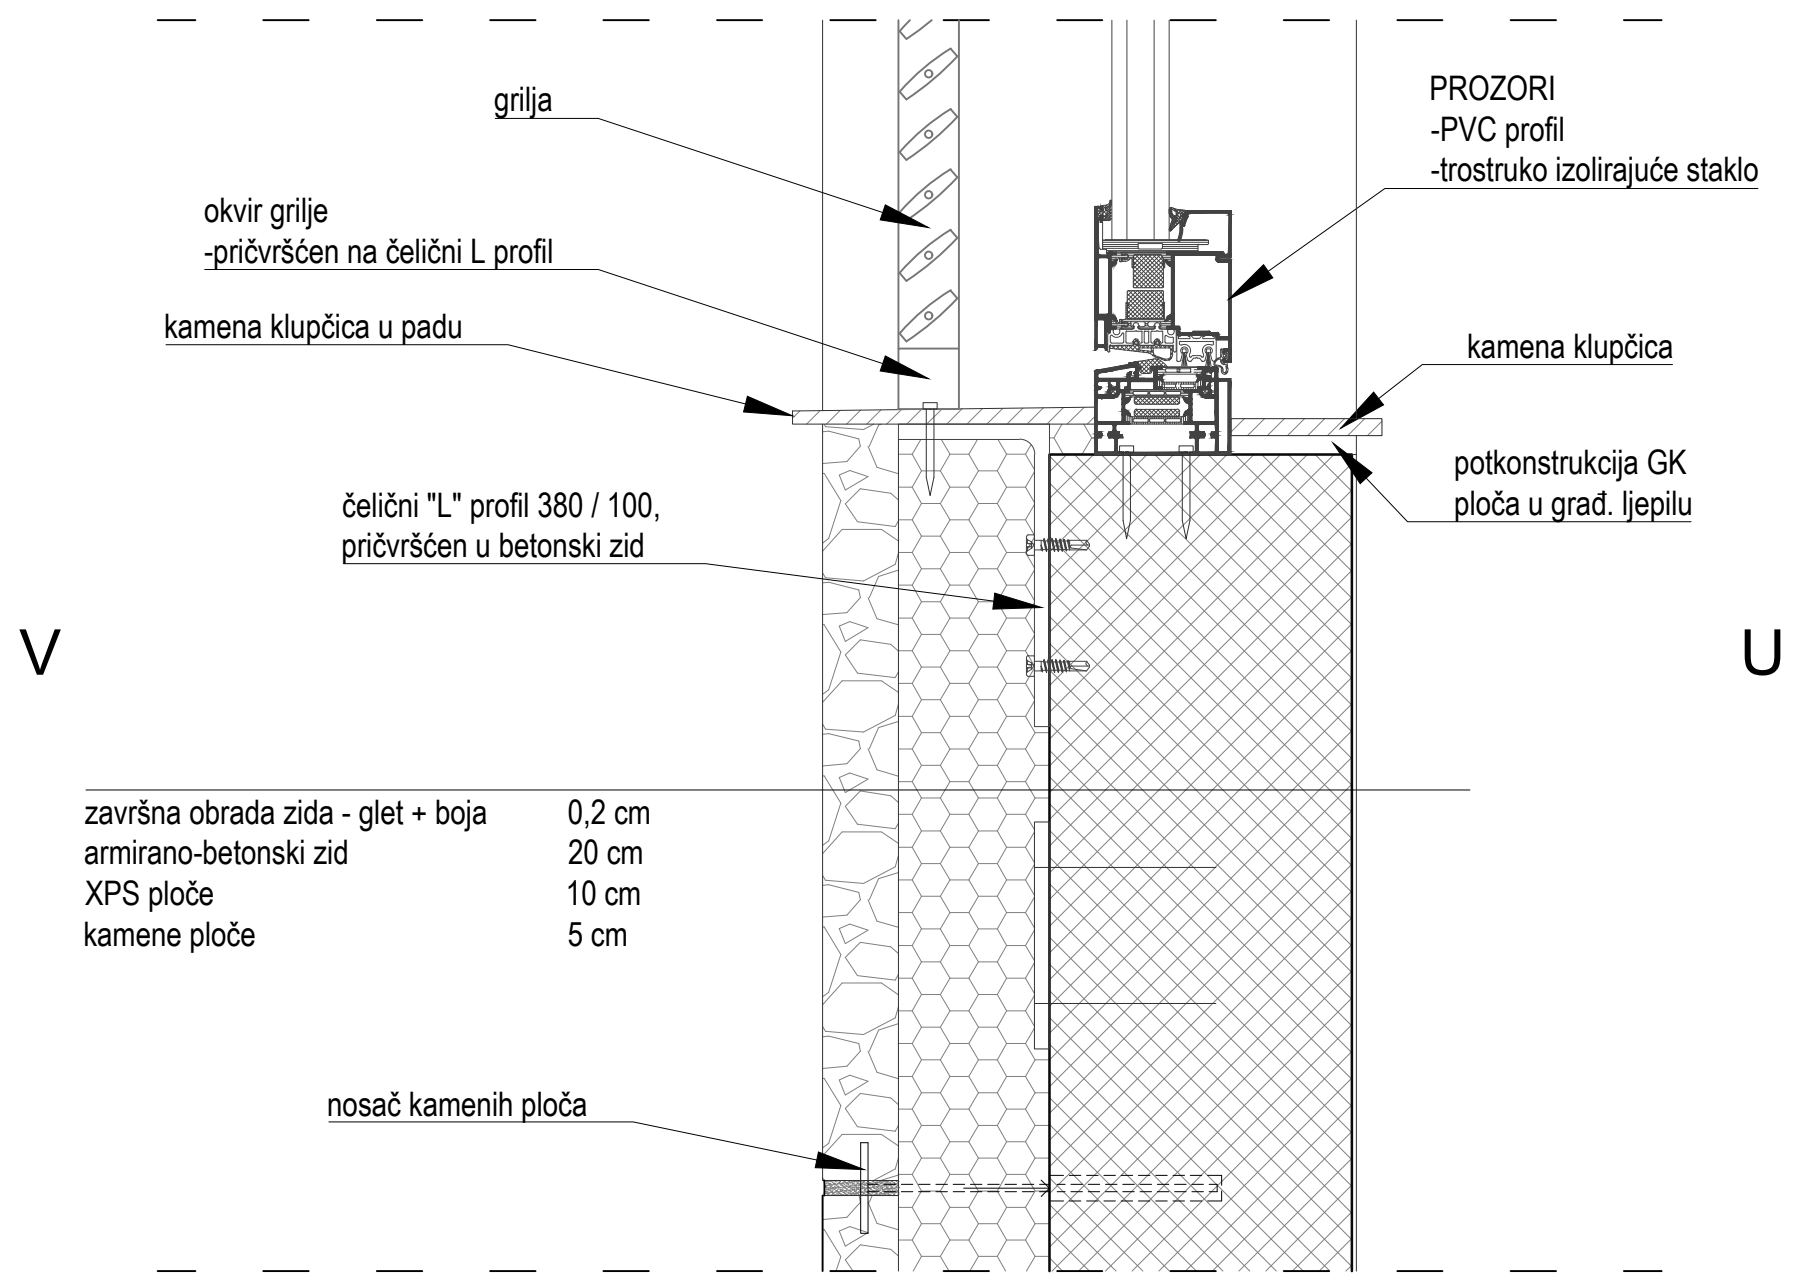 grilja
okvir grilje
-pričvršćen na čelični L profil
kamena klupčica u padu
PROZORI
-PVC profil
-trostruko izolirajuće staklo
kamena klupčica
potkonstrukcija GK
ploča u građ. ljepilu
čelični "L" profil 380 / 100,
pričvršćen u betonski zid
V
U
završna obrada zida - glet + boja 0,2 cm
armirano-betonski zid 20 cm
XPS ploče 10 cm
kamene ploče 5 cm
nosač kamenih ploča